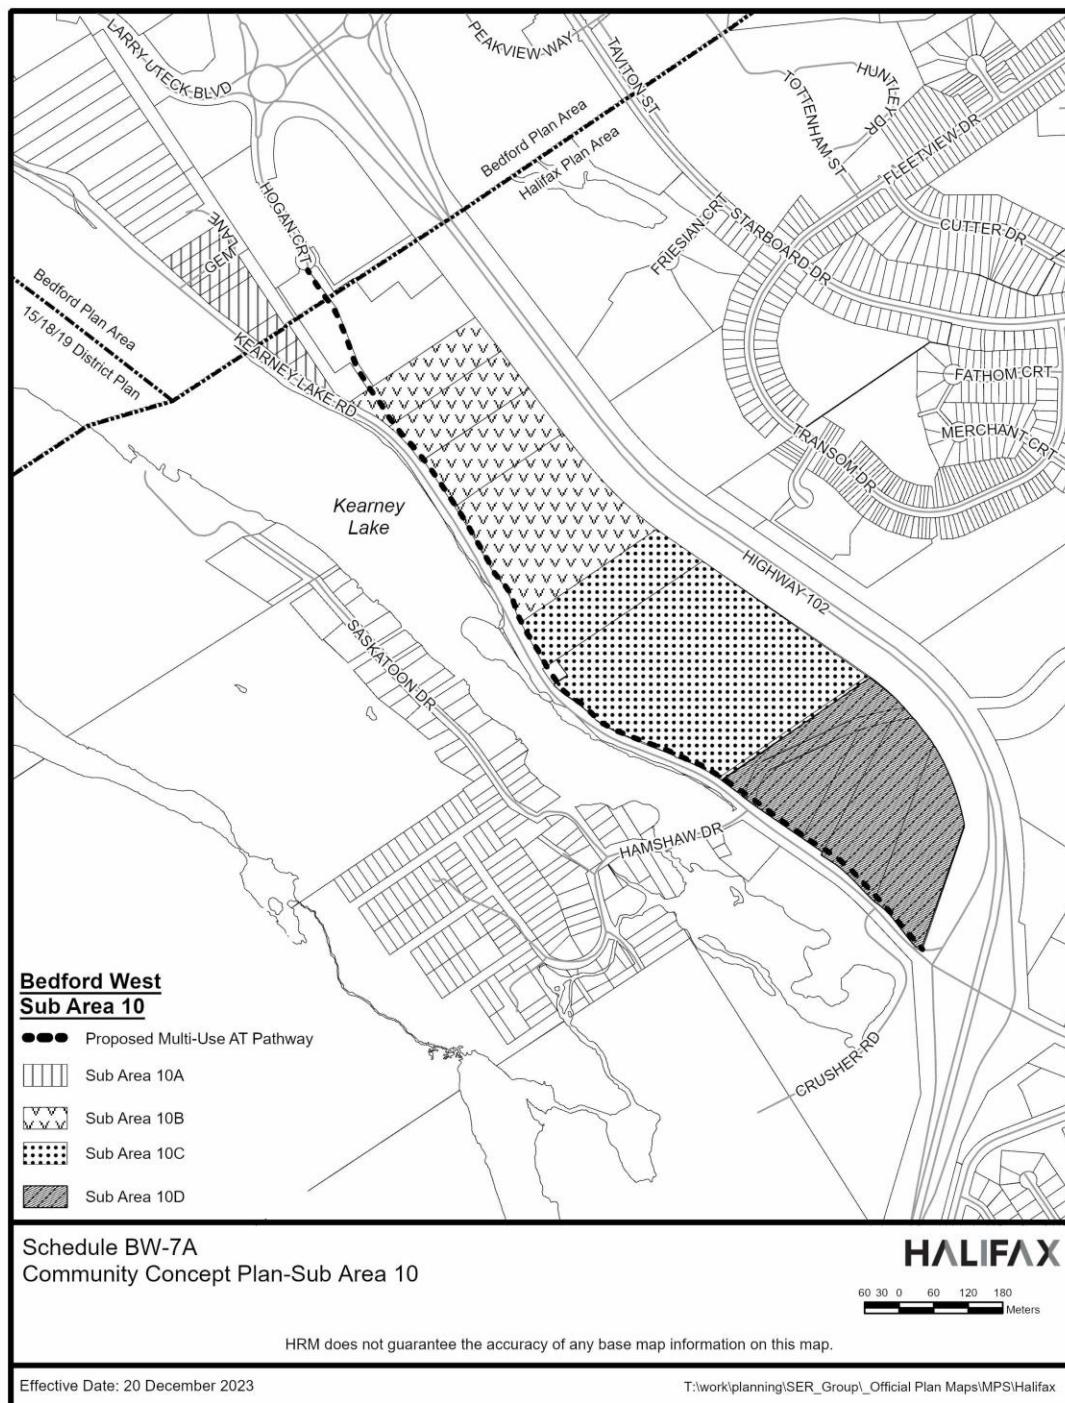 LARRY UTECK BLVD
PEAKVIEW WAY
TAVITON ST
TOTTENHAM ST
HUNTLEY DR
FLEETVIEW DR
Bedford Plan Area
Halifax Plan Area
HOGAN CRT
GEM LANE
FRIESIAN CRT
STARBOARD DR
CUTTER DR
Bedford Plan Area
15/18/19 District Plan
KEARNEY LAKE RD
FATHOM CRT
MERCHANT CRT
TRANSOM DR
Kearney
Lake
HIGHWAY 102
SASKATOON DR
HAMSHAW DR
CRUSHER RD
Bedford West
Sub Area 10
Proposed Multi-Use AT Pathway
Sub Area 10A
Sub Area 10B
Sub Area 10C
Sub Area 10D
Schedule BW-7A
Community Concept Plan-Sub Area 10
HALIFAX
60 30 0 60 120 180
Meters
HRM does not guarantee the accuracy of any base map information on this map.
Effective Date: 20 December 2023
T:\work\planning\SER_Group\_Official Plan Maps\MPS\Halifax